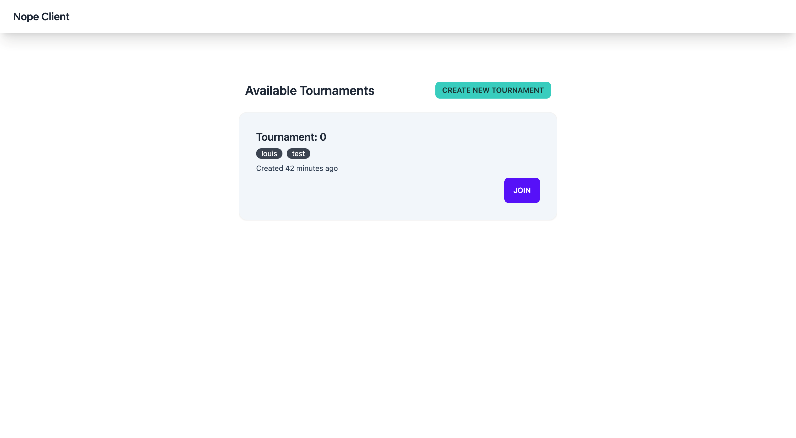 Nope Client
Available Tournaments
CREATE NEW TOURNAMENT
Tournament: 0
louis test
Created 42 minutes ago
JOIN